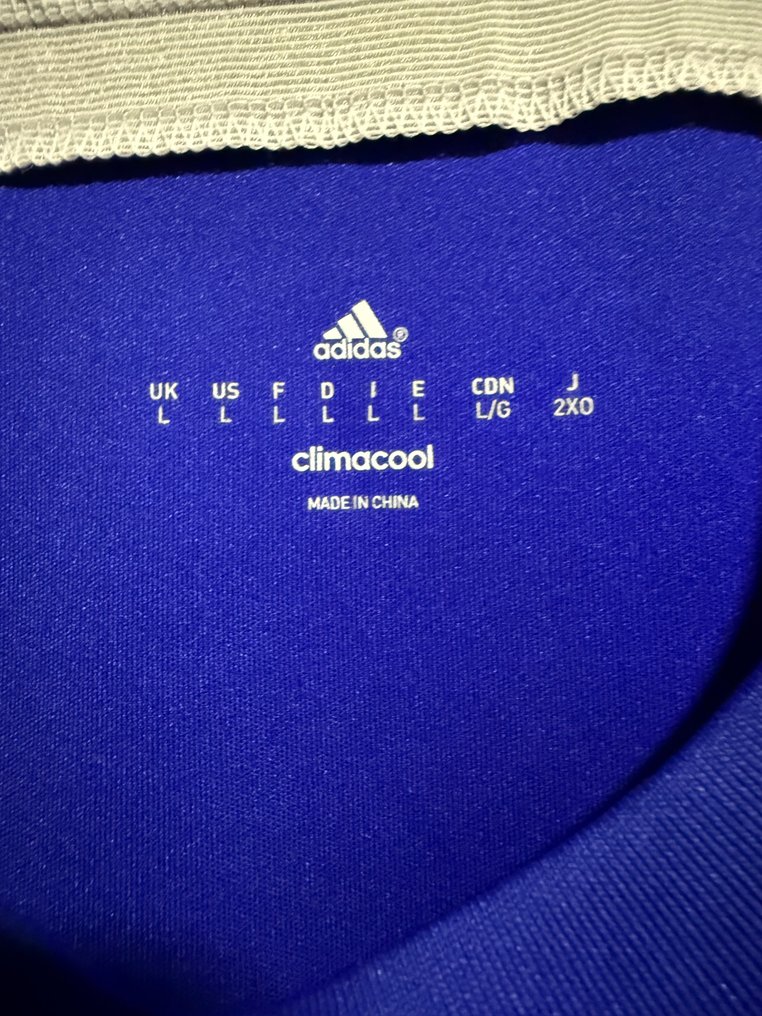 adidas®
UK US F D I E CDN J
L L L L L L L/G 2XO
climacool
MADE IN CHINA